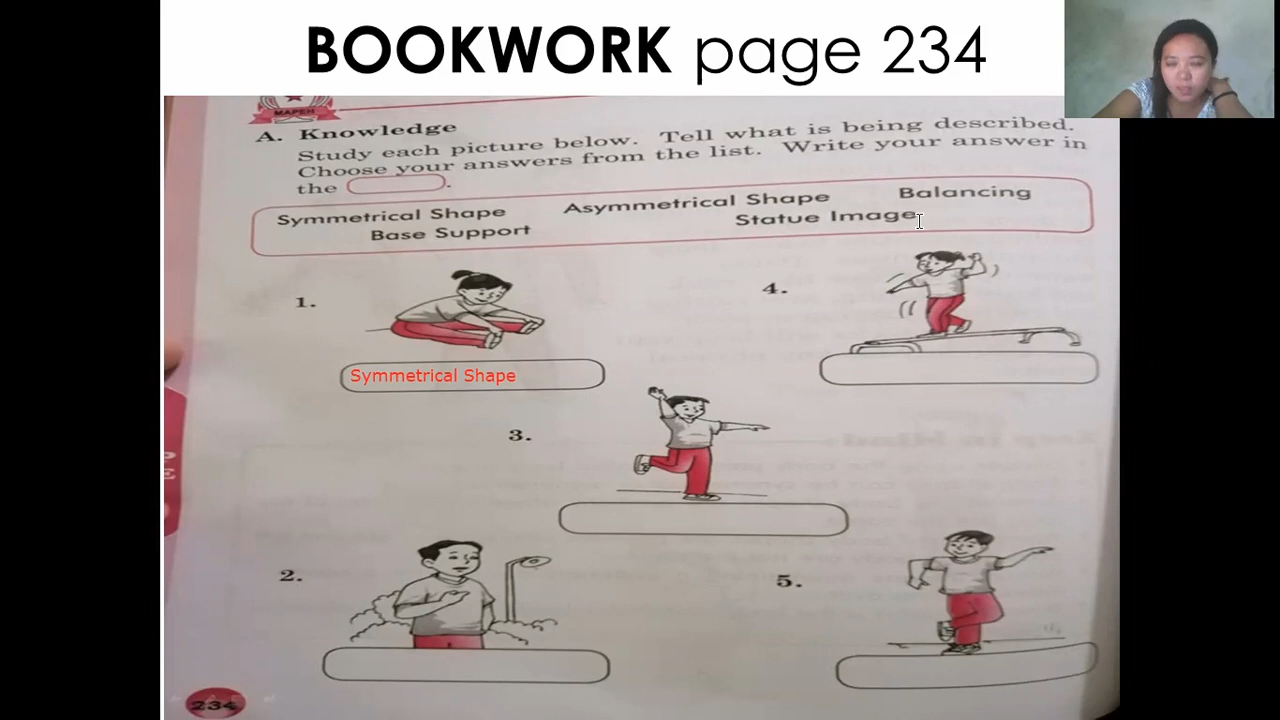 BOOKWORK page 234
MAPEH
A. Knowledge
Study each picture below. Tell what is being described.
Choose your answers from the list. Write your answer in
the .
Symmetrical Shape Asymmetrical Shape Balancing
Base Support Statue Image
1.
Symmetrical Shape
4.
3.
2.
5.
234